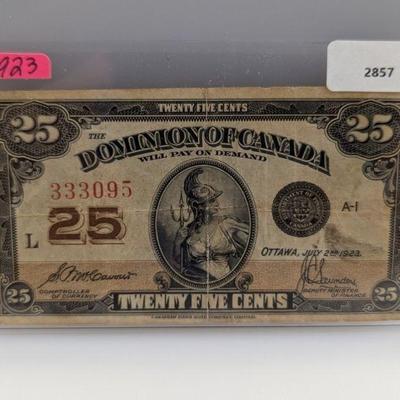 923
2857
TWENTY FIVE CENTS
25
25
THE
DOMINION OF CANADA
WILL PAY ON DEMAND
333095
L 25
A-1
OTTAWA, JULY 2ND 1923.
COMPTROLLER OF CURRENCY
DEPUTY MINISTER OF FINANCE.
25
TWENTY FIVE CENTS
25